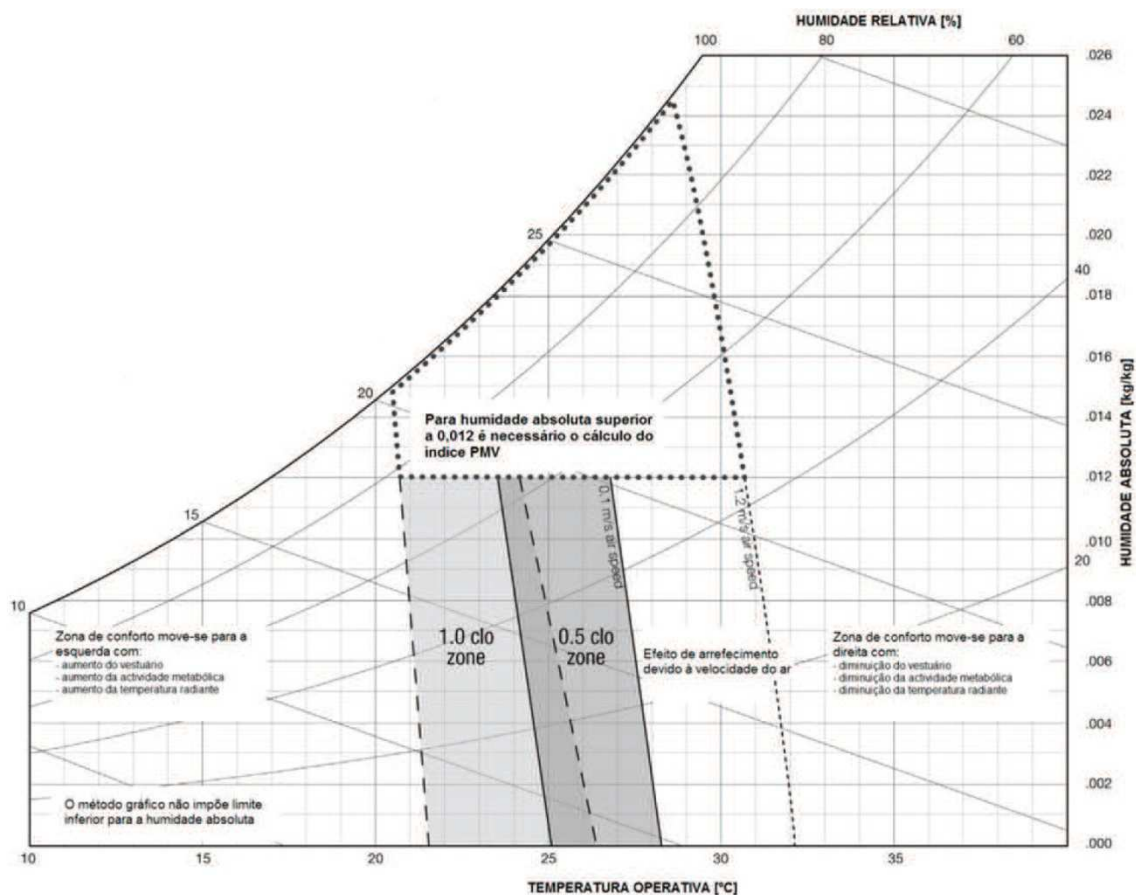 HUMIDADE RELATIVA [%]
100
80
60
.026
.024
.022
25
.020
40
.018
.016
20
Para humidade absoluta superior
a 0,012 é necessário o cálculo do
indice PMV
.014
.012
0.1 m/s air speed
1.2 m/s air speed
15
.010
20
HUMIDADE ABSOLUTA [kg/kg]
10
.008
Zona de conforto move-se para a
esquerda com:
- aumento do vestuário
- aumento da actividade metabólica
- aumento da temperatura radiante
1.0 clo
zone
0.5 clo
zone
Efeito de arrefecimento
devido à velocidade do ar
Zona de conforto move-se para a
direita com:
- diminuição do vestuário
- diminuição da actividade metabólica
- diminuição da temperatura radiante
.006
.004
.002
O método gráfico não impõe limite
inferior para a humidade absoluta
.000
10
15
20
25
30
35
TEMPERATURA OPERATIVA [ºC]